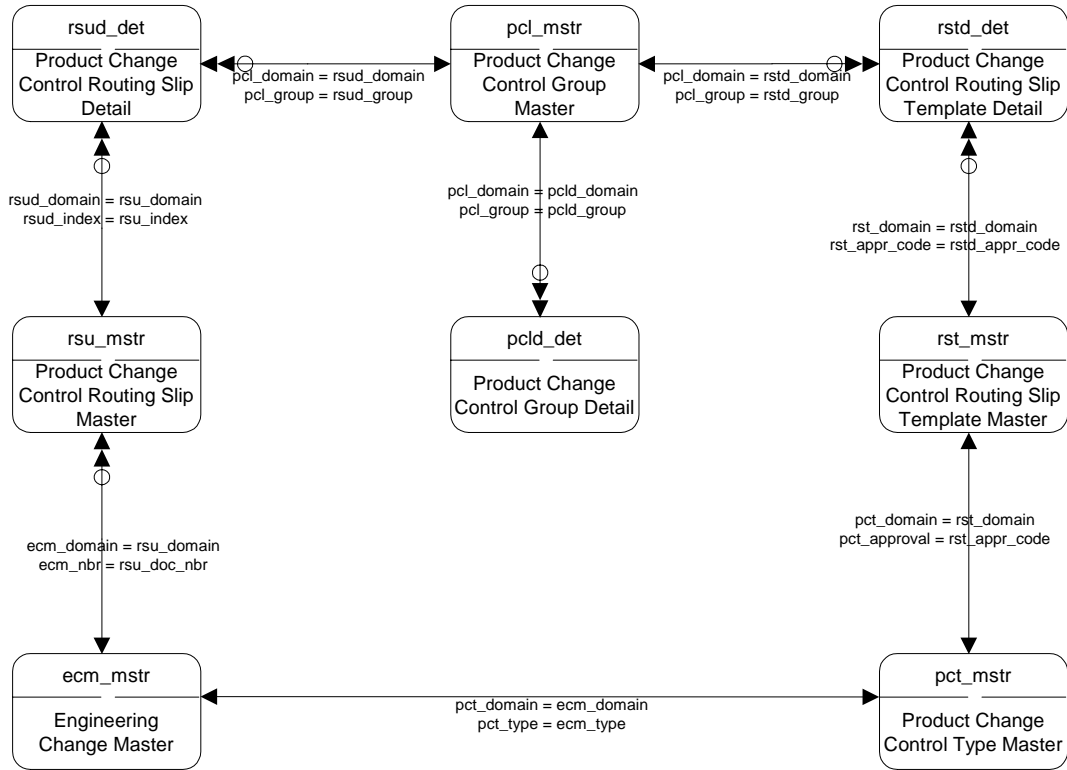 rsud_det
Product Change
Control Routing Slip
Detail
pcl_domain = rsud_domain
pcl_group = rsud_group
pcl_mstr
Product Change
Control Group
Master
pcl_domain = rstd_domain
pcl_group = rstd_group
rstd_det
Product Change
Control Routing Slip
Template Detail
rsud_domain = rsu_domain
rsud_index = rsu_index
pcl_domain = pcld_domain
pcl_group = pcld_group
rst_domain = rstd_domain
rst_appr_code = rstd_appr_code
rsu_mstr
Product Change
Control Routing Slip
Master
pcld_det
Product Change
Control Group Detail
rst_mstr
Product Change
Control Routing Slip
Template Master
ecm_domain = rsu_domain
ecm_nbr = rsu_doc_nbr
pct_domain = rst_domain
pct_approval = rst_appr_code
ecm_mstr
Engineering
Change Master
pct_domain = ecm_domain
pct_type = ecm_type
pct_mstr
Product Change
Control Type Master